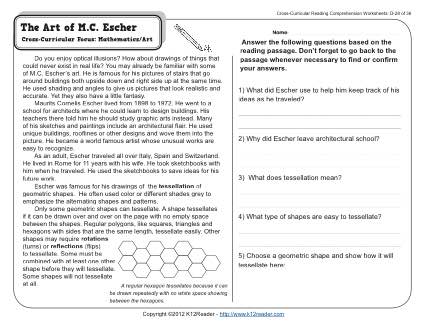 Cross-Curricular Reading Comprehension Worksheets: D-28 of 36
The Art of M.C. Escher
Cross-Curricular Focus: Mathematics/Art
Do you enjoy optical illusions? How about drawings of things that
could never exist in real life? You may already be familiar with some
of M.C. Escher's art. He is famous for his pictures of stairs that go
around buildings both upside down and right side up at the same time.
He used shading and angles to give us pictures that look realistic and
accurate. Yet they also have a little fantasy.
Maurits Cornelis Escher lived from 1898 to 1972. He went to a
school for architects where he could learn to design buildings. His
teachers there told him he should study graphic arts instead. Many
of his sketches and paintings include an architectural flair. He used
unique buildings, rooflines or other designs and wove them into the
picture. He became a world famous artist whose unusual works are
easy to recognize.
As an adult, Escher traveled all over Italy, Spain and Switzerland.
He lived in Rome for 11 years with his wife. He took sketchbooks with
him when he traveled. He used the sketchbooks to save ideas for his
future work.
Escher was famous for his drawings of the tessellation of
geometric shapes. He often used color or different shades grey to
emphasize the alternating shapes and patterns.
Only some geometric shapes can tessellate. A shape tessellates
if it can be drawn over and over on the page with no empty space
between the shapes. Regular polygons, like squares, triangles and
hexagons with sides that are the same length, tessellate easily. Other
shapes may require rotations
(turns) or reflections (flips)
to tessellate. Some must be
combined with at least one other
shape before they will tessellate.
Some shapes will not tessellate
at all.
A regular hexagon tessellates because it can
be drawn repeatedly with no white space showing
between the hexagons.
Name
Answer the following questions based on the
reading passage. Don't forget to go back to the
passage whenever necessary to find or confirm
your answers.
1) What did Escher use to help him keep track of his
ideas as he traveled?
2) Why did Escher leave architectural school?
3) What does tessellation mean?
4) What type of shapes are easy to tessellate?
5) Choose a geometric shape and show how it will
tessellate here:
Copyright ©2012 K12Reader - http://www.k12reader.com